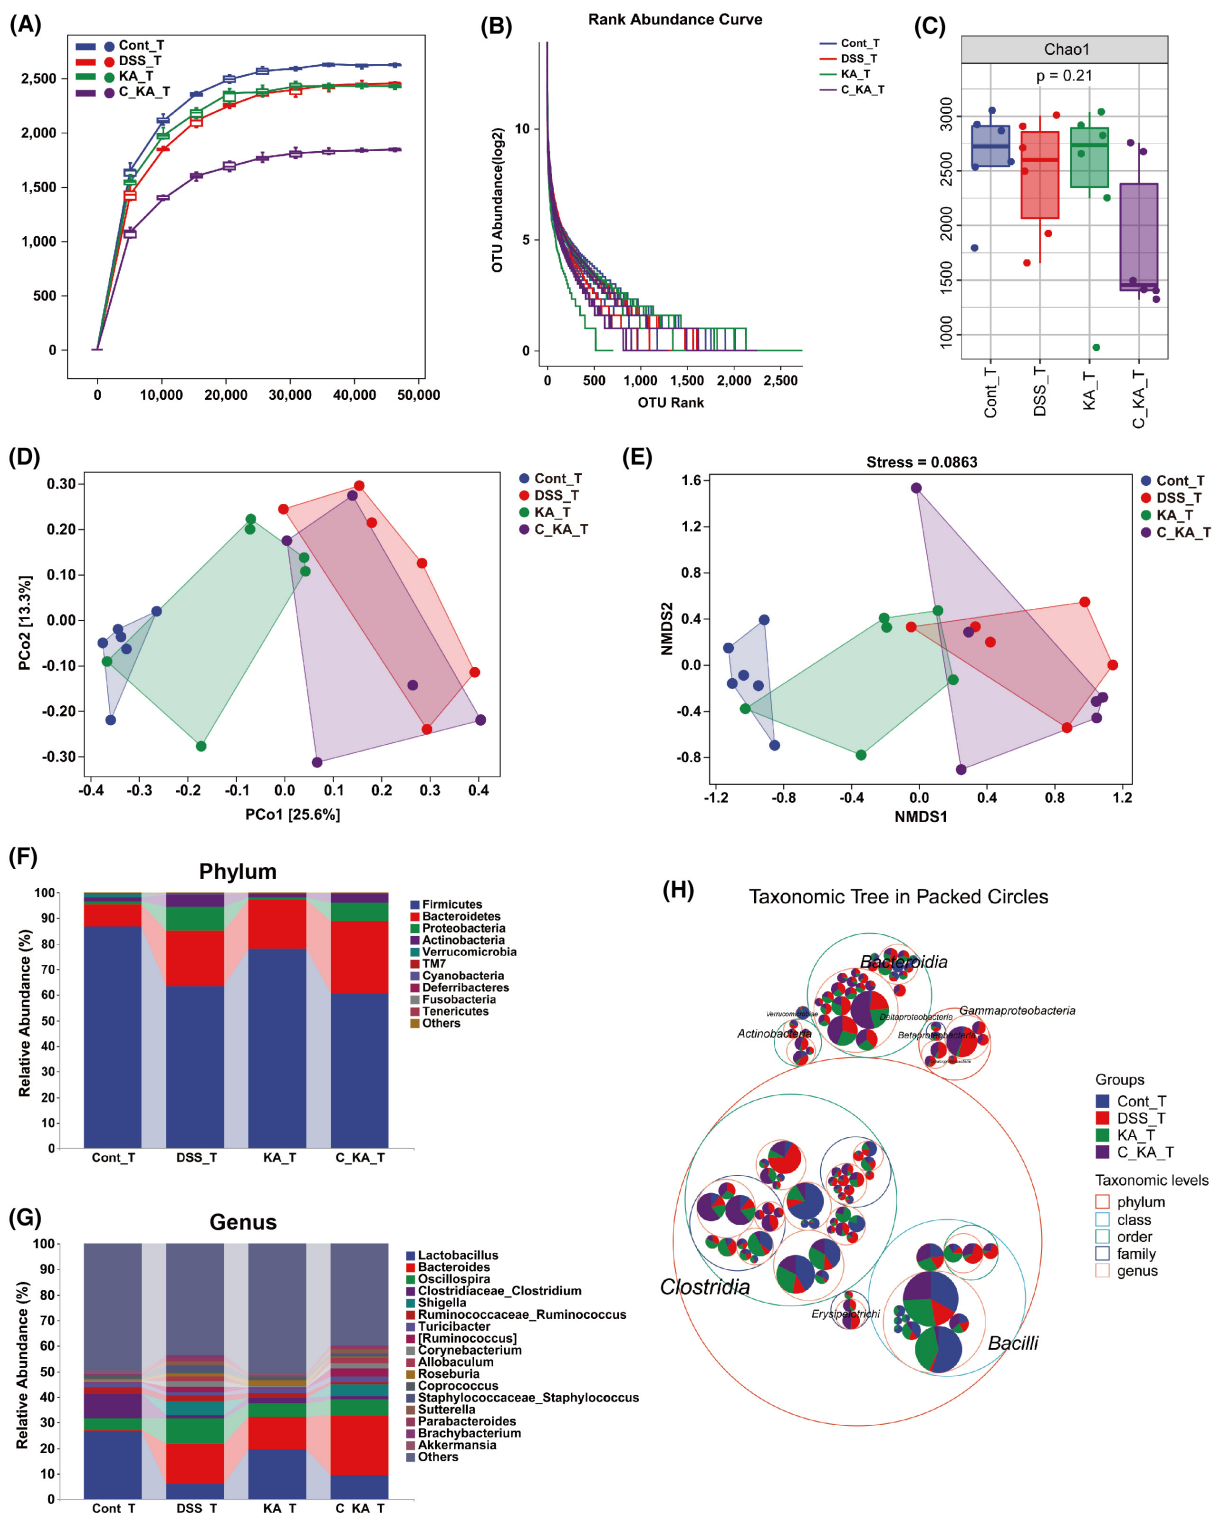 (A)
Cont_T
DSS_T
KA_T
C_KA_T
2,500
2,000
1,500
1,000
500
0
0
10,000
20,000
30,000
40,000
50,000
(B)
Rank Abundance Curve
Cont_T
DSS_T
KA_T
C_KA_T
OTU Abundance(log2)
10
5
0
0
500
1,000
1,500
2,000
2,500
OTU Rank
(C)
Chao1
p = 0.21
3000
2500
2000
1500
1000
Cont_T
DSS_T
KA_T
C_KA_T
(D)
Cont_T
DSS_T
KA_T
C_KA_T
PCo2 [13.3%]
0.30
0.20
0.10
0.00
-0.10
-0.20
-0.30
-0.4
-0.3
-0.2
-0.1
0.0
0.1
0.2
0.3
0.4
PCo1 [25.6%]
(E)
Stress = 0.0863
Cont_T
DSS_T
KA_T
C_KA_T
NMDS2
1.6
1.2
0.8
0.4
0.0
-0.4
-0.8
-1.2
-0.8
-0.4
0.0
0.4
0.8
1.2
NMDS1
(F)
Phylum
Relative Abundance (%)
100
90
80
70
60
50
40
30
20
10
0
Cont_T
DSS_T
KA_T
C_KA_T
Firmicutes
Bacteroidetes
Proteobacteria
Actinobacteria
Verrucomicrobia
TM7
Cyanobacteria
Deferribacteres
Fusobacteria
Tenericutes
Others
(G)
Genus
Relative Abundance (%)
100
90
80
70
60
50
40
30
20
10
0
Cont_T
DSS_T
KA_T
C_KA_T
Lactobacillus
Bacteroides
Oscillospira
Clostridiaceae_Clostridium
Shigella
Ruminococcaceae_Ruminococcus
Turicibacter
[Ruminococcus]
Corynebacterium
Allobaculum
Roseburia
Coprococcus
Staphylococcaceae_Staphylococcus
Sutterella
Parabacteroides
Brachybacterium
Akkermansia
Others
(H)
Taxonomic Tree in Packed Circles
Bacteroidia
Verrucomicrobiae
Deltaproteobacteria
Gammaproteobacteria
Actinobacteria
Betaproteobacteria
Clostridia
Erysipelotrichi
Bacilli
Groups
Cont_T
DSS_T
KA_T
C_KA_T
Taxonomic levels
phylum
class
order
family
genus